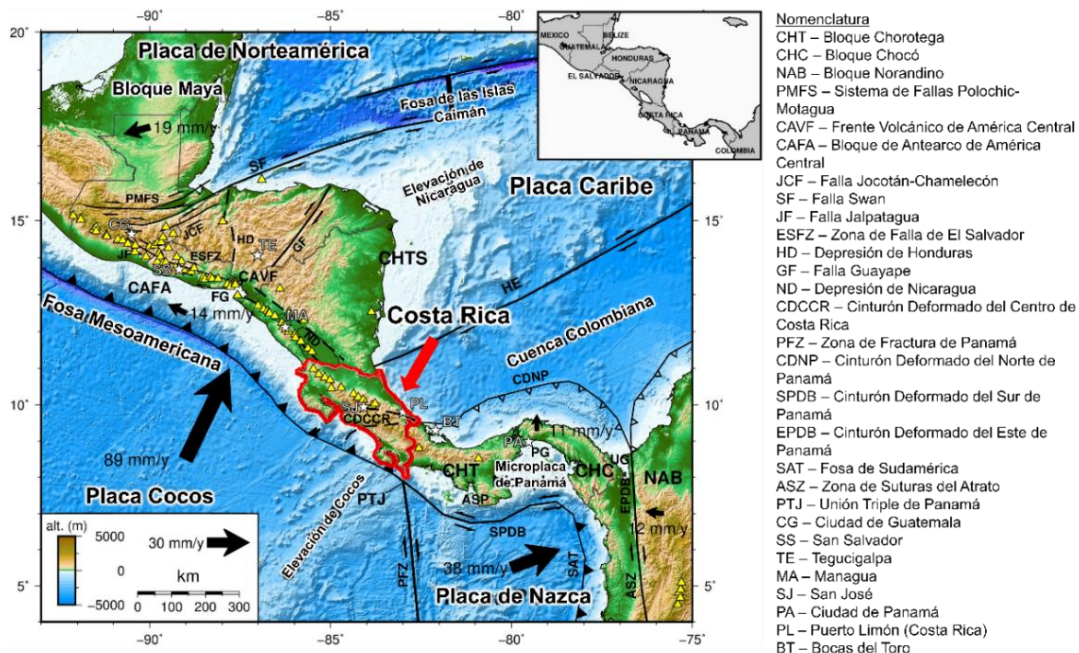 −90°
−85°
−80°
20°
Placa de Norteamérica
Bloque Maya
19 mm/y
Fosa de las Islas
Caimán
SF
Elevación de
Nicaragua
Placa Caribe
PMFS
15°
CG
JCF
HD
TE
GF
JF
ESFZ
SS
CAVF
CHTS
CAFA
FG
14 mm/y
MA
ND
HE
Fosa Mesoamericana
Costa Rica
Cuenca Colombiana
CDNP
10°
SJ
PL
CDCCR
BT
11 mm/y
PA
PG
89 mm/y
CHT
Microplaca
de Panamá
CHC
UG
NAB
EPDB
Placa Cocos
PTJ
ASP
Elevación de Cocos
SPDB
12 mm/y
alt. (m)
5000
0
−5000
30 mm/y
km
0 100 200 300
PFZ
38 mm/y
SAT
ASZ
5°
Placa de Nazca
−90°
−85°
−80°
MEXICO
BELIZE
GUATEMALA
HONDURAS
EL SALVADOR
NICARAGUA
COSTA RICA
PANAMA
COLOMBIA
Nomenclatura
CHT – Bloque Chorotega
CHC – Bloque Chocó
NAB – Bloque Norandino
PMFS – Sistema de Fallas Polochic-
Motagua
CAVF – Frente Volcánico de América Central
CAFA – Bloque de Antearco de América
Central
JCF – Falla Jocotán-Chamelecón
SF – Falla Swan
JF – Falla Jalpatagua
ESFZ – Zona de Falla de El Salvador
HD – Depresión de Honduras
GF – Falla Guayape
ND – Depresión de Nicaragua
CDCCR – Cinturón Deformado del Centro de
Costa Rica
PFZ – Zona de Fractura de Panamá
CDNP – Cinturón Deformado del Norte de
Panamá
SPDB – Cinturón Deformado del Sur de
Panamá
EPDB – Cinturón Deformado del Este de
Panamá
SAT – Fosa de Sudamérica
ASZ – Zona de Suturas del Atrato
PTJ – Unión Triple de Panamá
CG – Ciudad de Guatemala
SS – San Salvador
TE – Tegucigalpa
MA – Managua
SJ – San José
PA – Ciudad de Panamá
PL – Puerto Limón (Costa Rica)
BT – Bocas del Toro